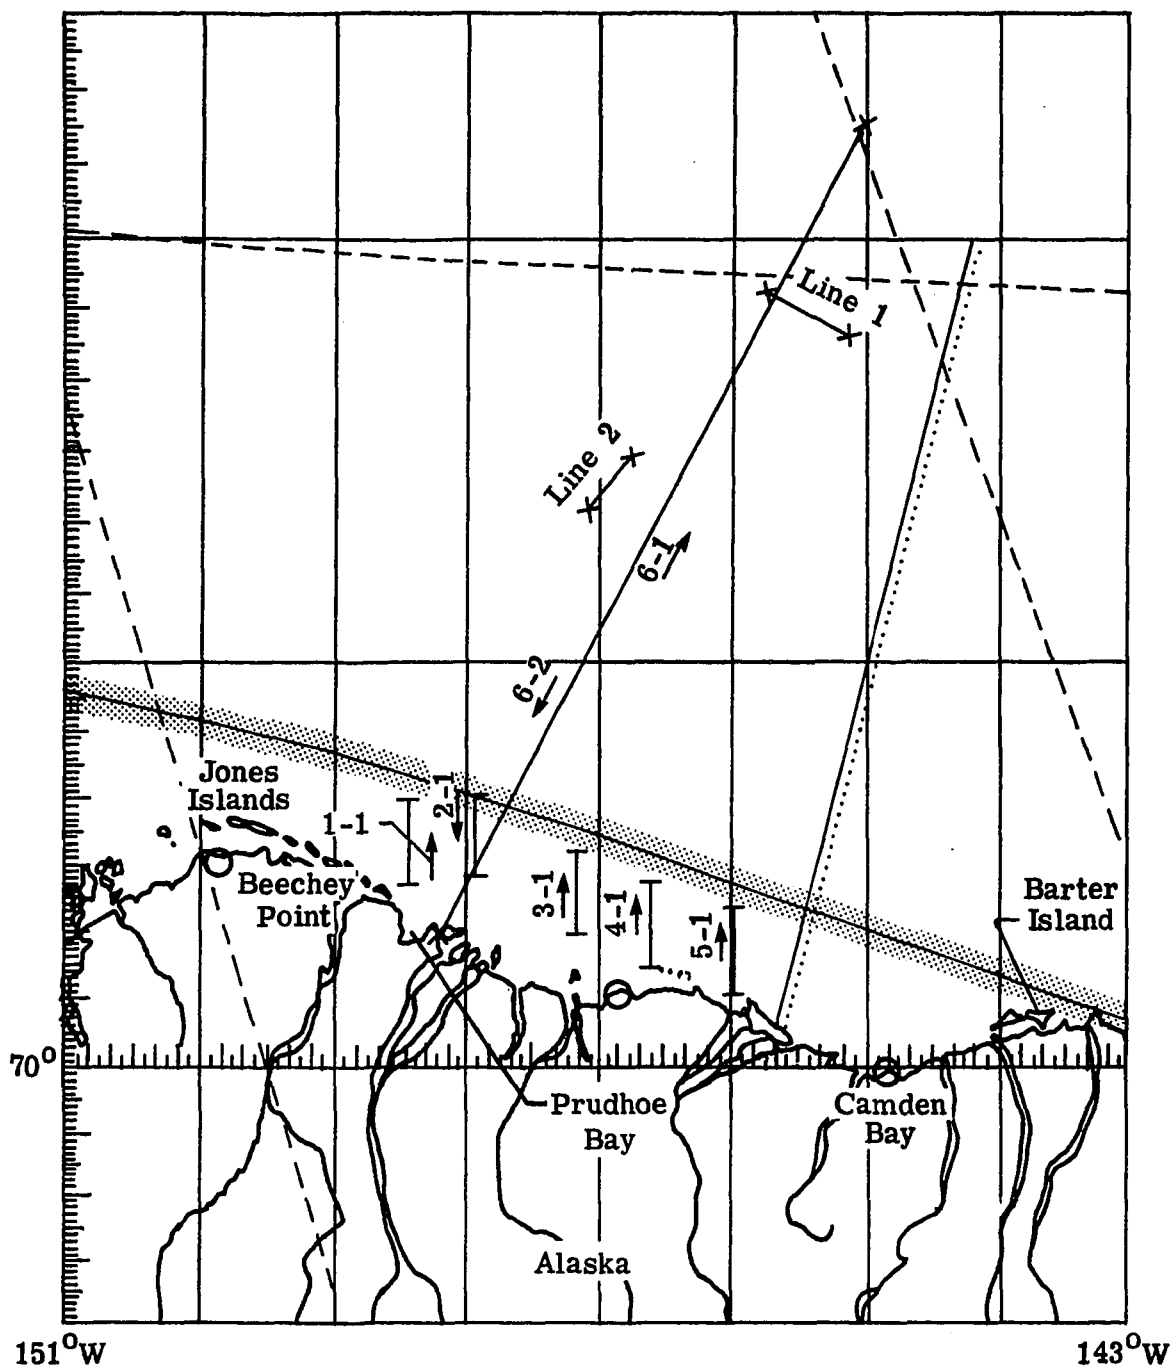 Line 1
Line 2
6-1
6-2
Jones
Islands
2-1
1-1
Beechey
Point
3-1
4-1
5-1
Barter
Island
70°
Prudhoe
Bay
Camden
Bay
Alaska
151°W
143°W